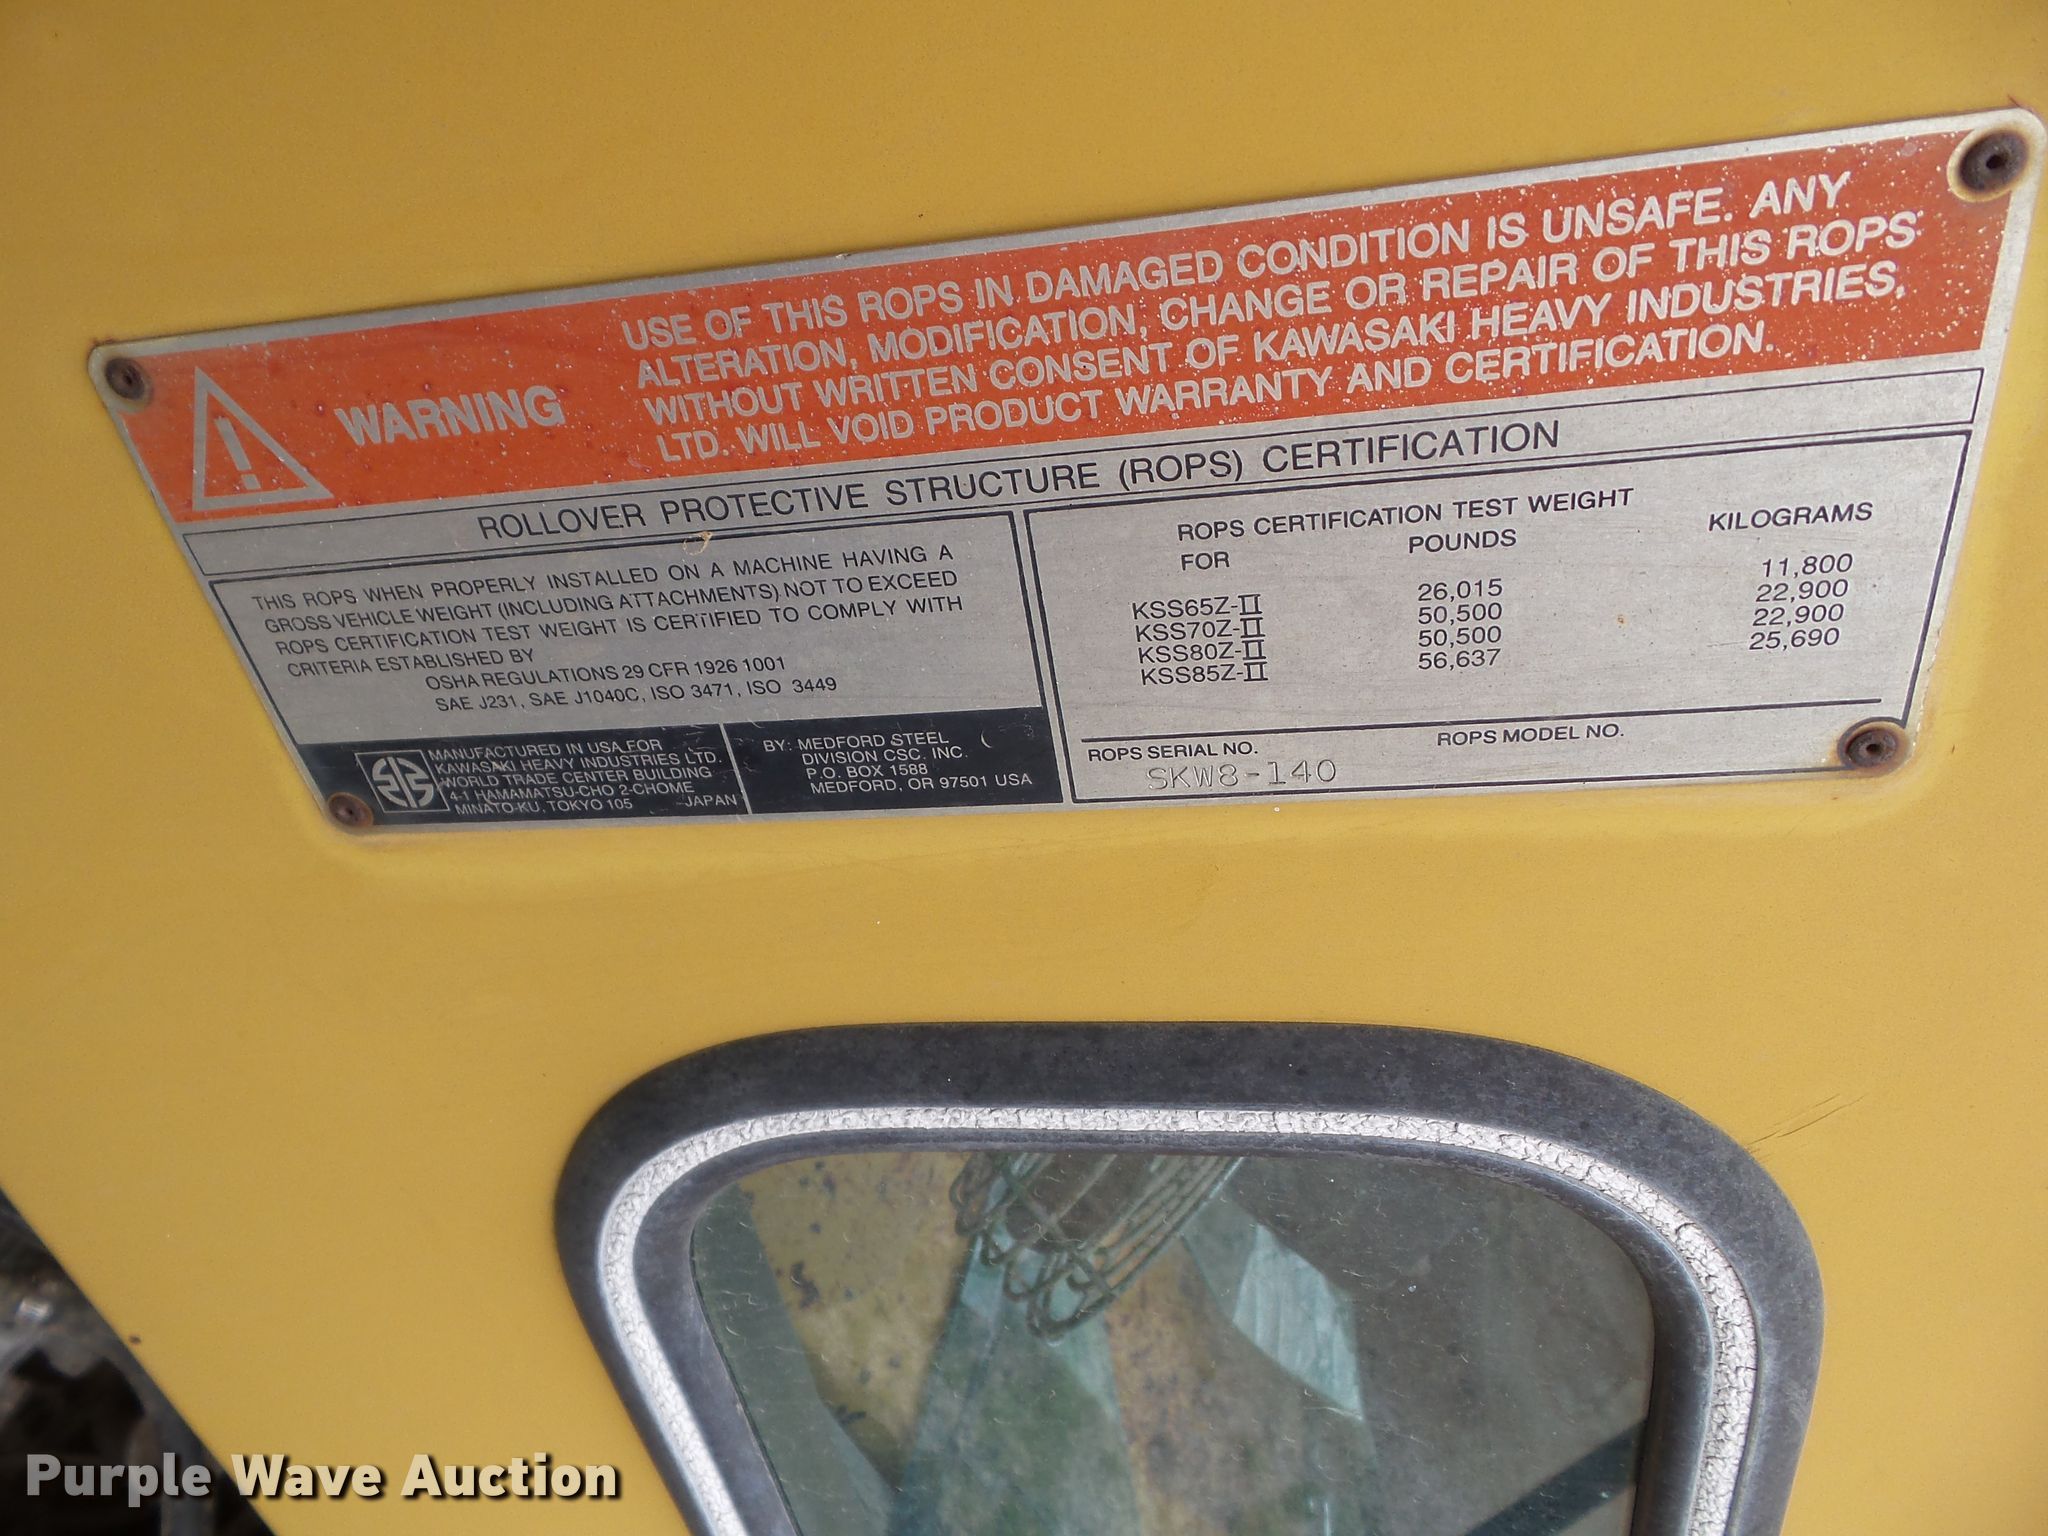 WARNING
USE OF THIS ROPS IN DAMAGED CONDITION IS UNSAFE. ANY
ALTERATION, MODIFICATION, CHANGE OR REPAIR OF THIS ROPS
WITHOUT WRITTEN CONSENT OF KAWASAKI HEAVY INDUSTRIES,
LTD. WILL VOID PRODUCT WARRANTY AND CERTIFICATION.
ROLLOVER PROTECTIVE STRUCTURE (ROPS) CERTIFICATION
THIS ROPS WHEN PROPERLY INSTALLED ON A MACHINE HAVING A
GROSS VEHICLE WEIGHT (INCLUDING ATTACHMENTS) NOT TO EXCEED
ROPS CERTIFICATION TEST WEIGHT IS CERTIFIED TO COMPLY WITH
CRITERIA ESTABLISHED BY
OSHA REGULATIONS 29 CFR 1926 1001
SAE J231, SAE J1040C, ISO 3471, ISO 3449
MANUFACTURED IN USA FOR
KAWASAKI HEAVY INDUSTRIES LTD.
WORLD TRADE CENTER BUILDING
4-1 HAMAMATSU-CHO 2-CHOME
MINATO-KU, TOKYO 105 JAPAN
BY: MEDFORD STEEL
DIVISION CSC. INC.
P.O. BOX 1588
MEDFORD, OR 97501 USA
ROPS CERTIFICATION TEST WEIGHT
FOR POUNDS KILOGRAMS
KSS65Z-II 26,015 11,800
KSS70Z-II 50,500 22,900
KSS80Z-II 50,500 22,900
KSS85Z-II 56,637 25,690
ROPS SERIAL NO. ROPS MODEL NO.
SKW8-140
Purple Wave Auction